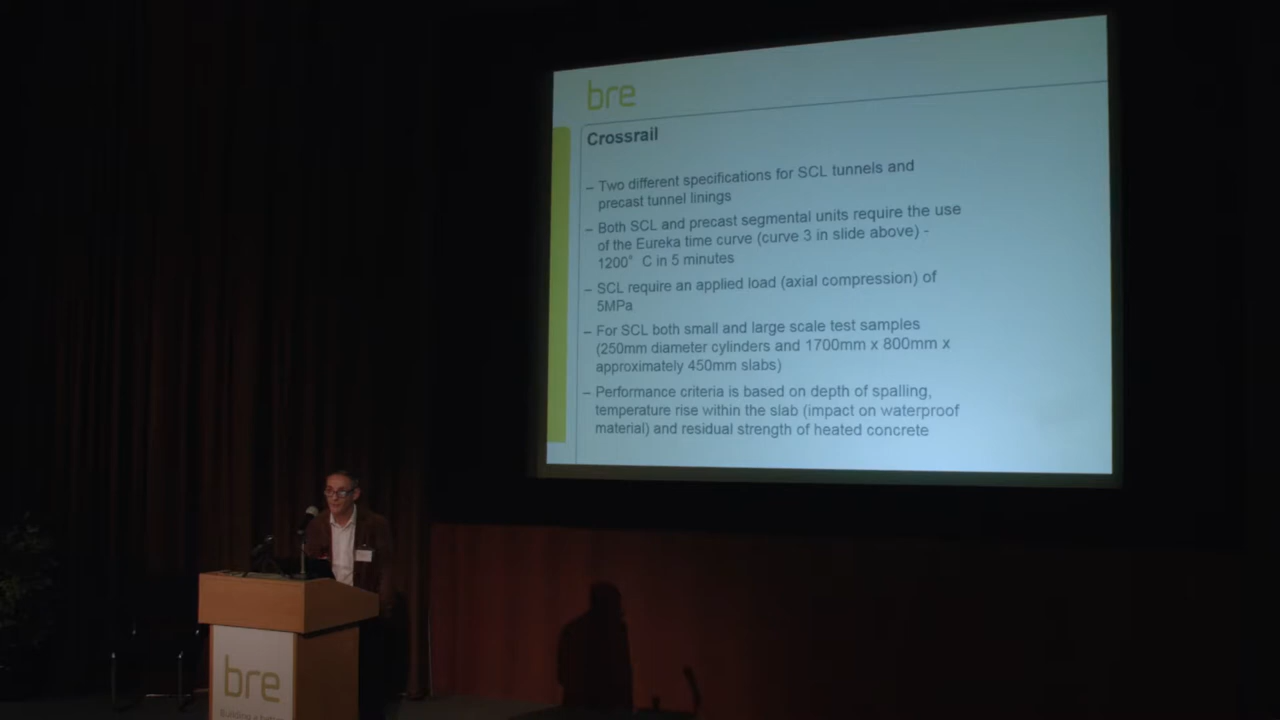 bre
Crossrail
– Two different specifications for SCL tunnels and
precast tunnel linings
– Both SCL and precast segmental units require the use
of the Eureka time curve (curve 3 in slide above) -
1200° C in 5 minutes
– SCL require an applied load (axial compression) of
5MPa
– For SCL both small and large scale test samples
(250mm diameter cylinders and 1700mm x 800mm x
approximately 450mm slabs)
– Performance criteria is based on depth of spalling,
temperature rise within the slab (impact on waterproof
material) and residual strength of heated concrete
bre
Building a